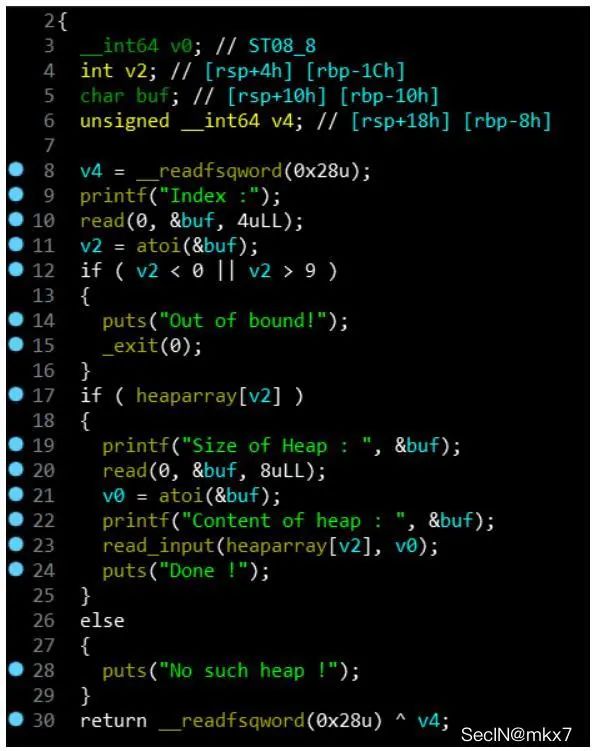 2 {
3 __int64 v0; // ST08_8
4 int v2; // [rsp+4h] [rbp-1Ch]
5 char buf; // [rsp+10h] [rbp-10h]
6 unsigned __int64 v4; // [rsp+18h] [rbp-8h]
7
8 v4 = __readfsqword(0x28u);
9 printf("Index :");
10 read(0, &buf, 4uLL);
11 v2 = atoi(&buf);
12 if ( v2 < 0 || v2 > 9 )
13 {
14 puts("Out of bound!");
15 _exit(0);
16 }
17 if ( heaparray[v2] )
18 {
19 printf("Size of Heap : ", &buf);
20 read(0, &buf, 8uLL);
21 v0 = atoi(&buf);
22 printf("Content of heap : ", &buf);
23 read_input(heaparray[v2], v0);
24 puts("Done !");
25 }
26 else
27 {
28 puts("No such heap !");
29 }
30 return __readfsqword(0x28u) ^ v4;
SecIN@mkx7